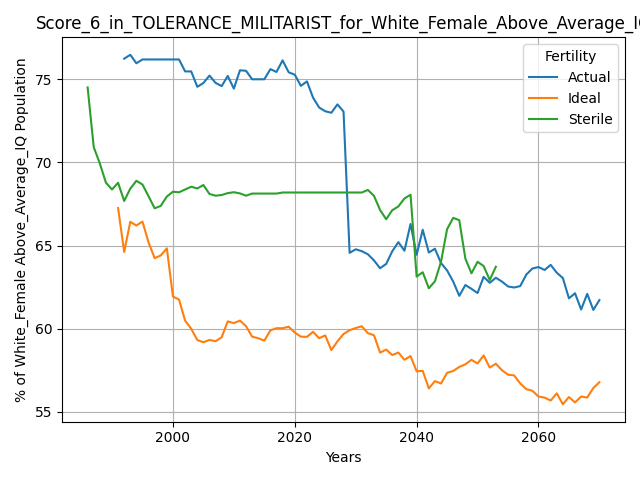 Score_6_in_TOLERANCE_MILITARIST_for_White_Female_Above_Average_IQ
Fertility
Actual
Ideal
Sterile
% of White_Female Above_Average_IQ Population
75
70
65
60
55
2000
2020
2040
2060
Years